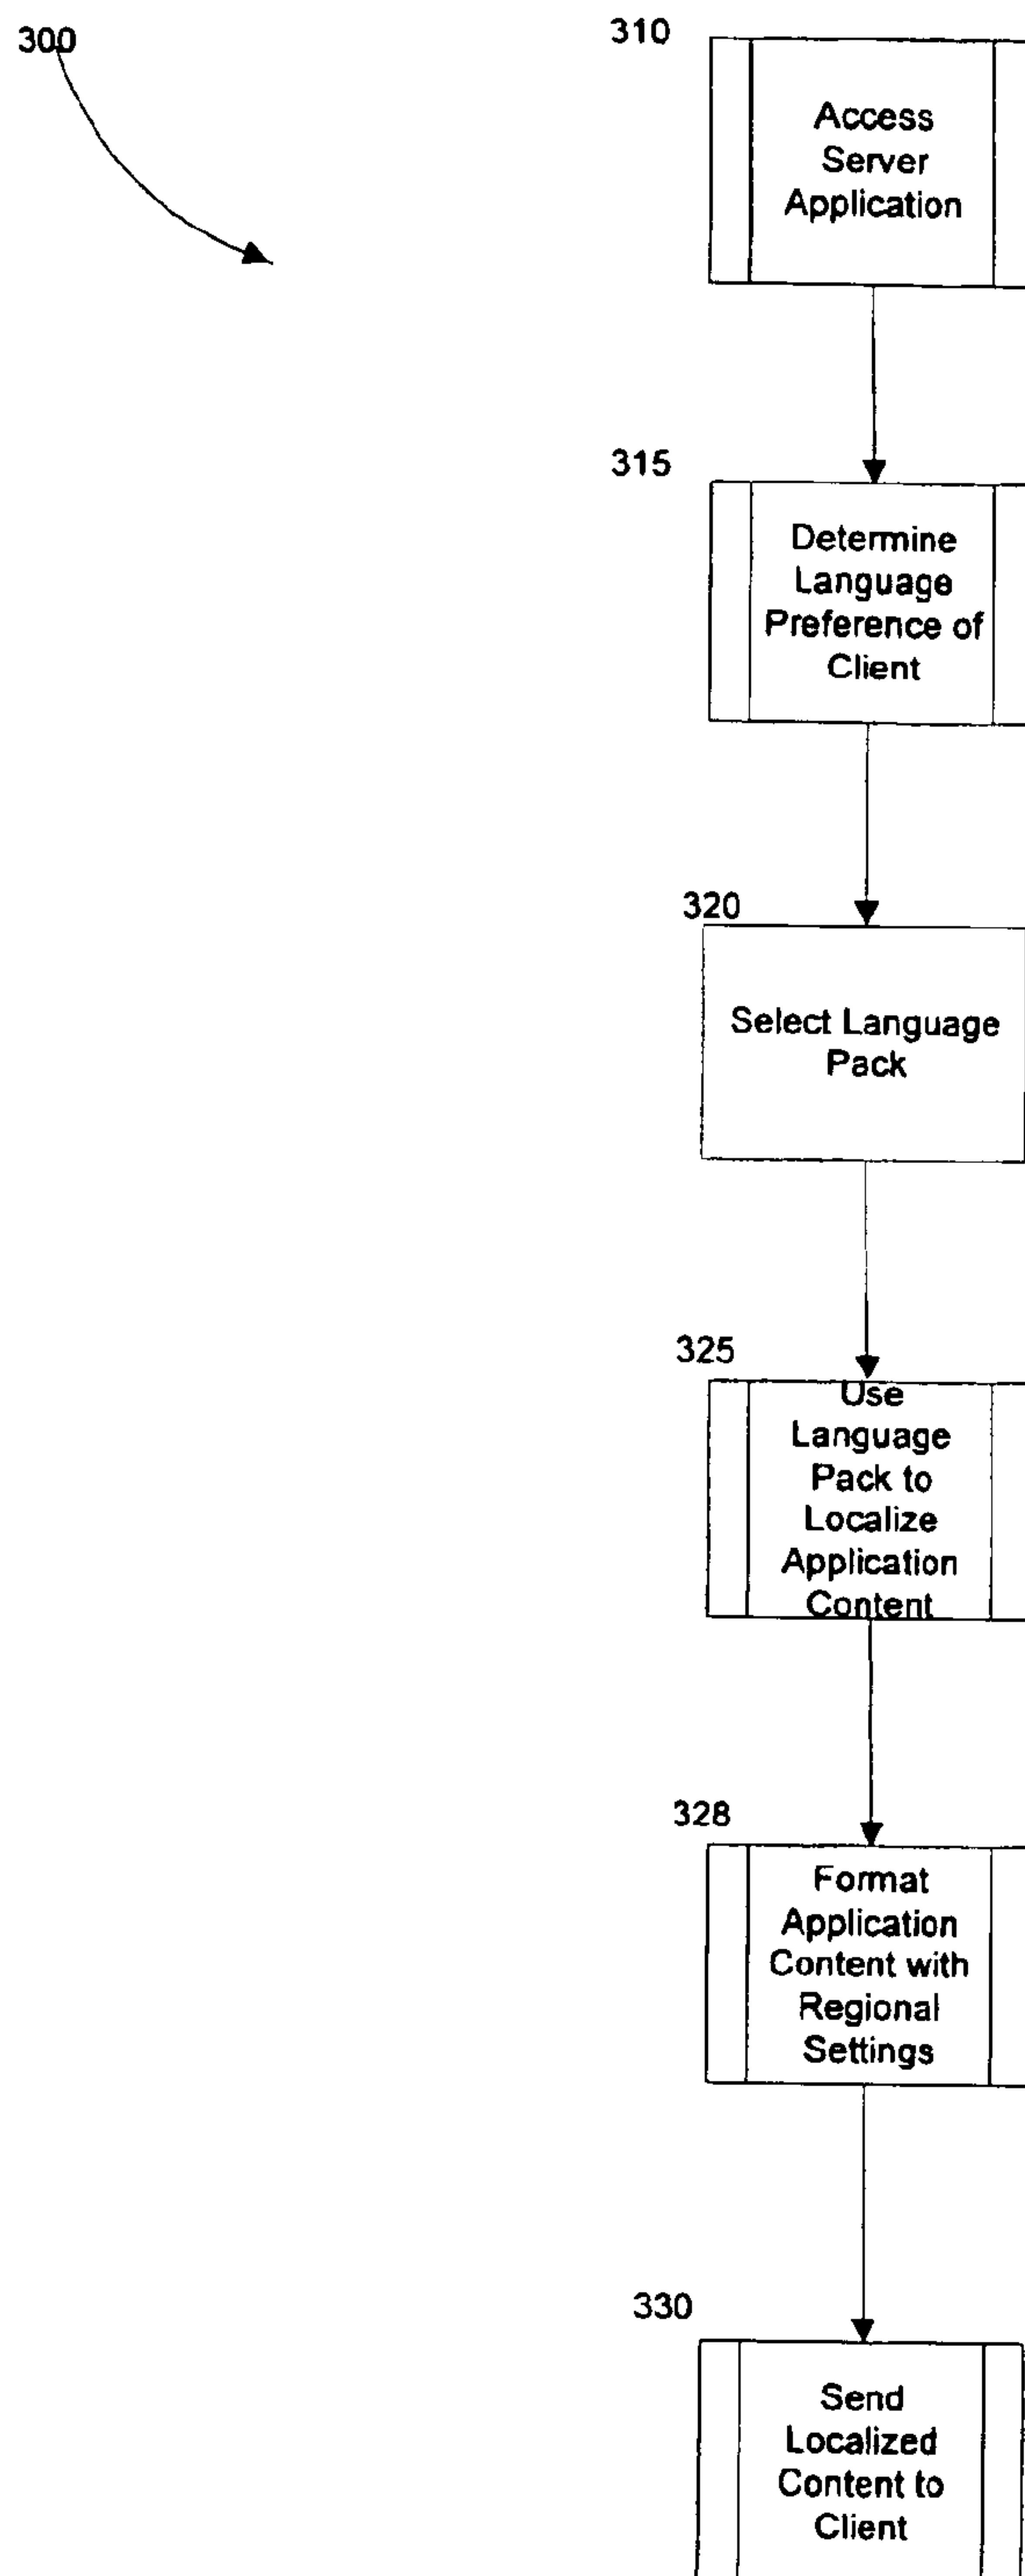 300
310
Access
Server
Application
315
Determine
Language
Preference of
Client
320
Select Language
Pack
325
Use
Language
Pack to
Localize
Application
Content
328
Format
Application
Content with
Regional
Settings
330
Send
Localized
Content to
Client